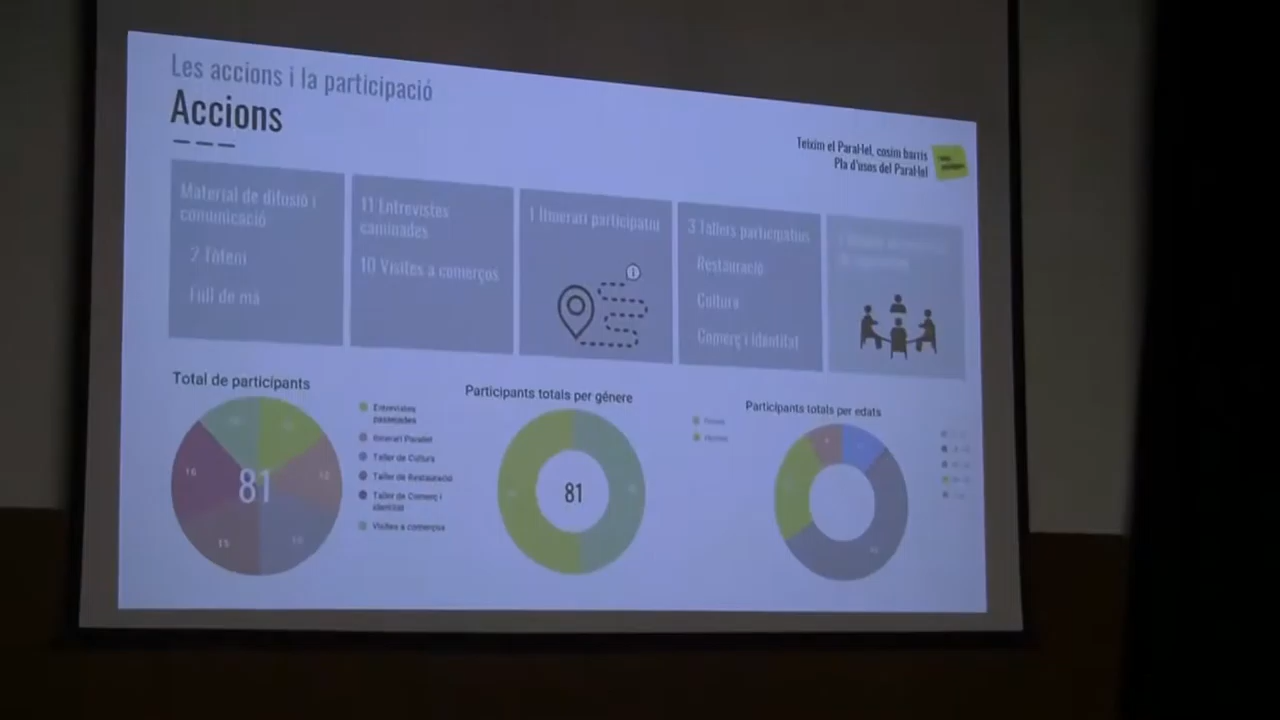 Les accions i la participació
Accions
Teixim el Paral·lel, cosim barris
Pla d'usos del Paral·lel
Material de difusió i
comunicació
2 Tòtem
Full de mà
11 Entrevistes
caminades
10 Visites a comerços
1 Itinerari participatiu
3 Tallers participatius
Restauració
Cultura
Comerç i identitat
Total de participants
81
16
15
Entrevistes
passejades
Itinerari Paral·lel
Taller de Cultura
Taller de Restauració
Taller de Comerç i
identitat
Visites a comerços
Participants totals per gènere
81
Participants totals per edats